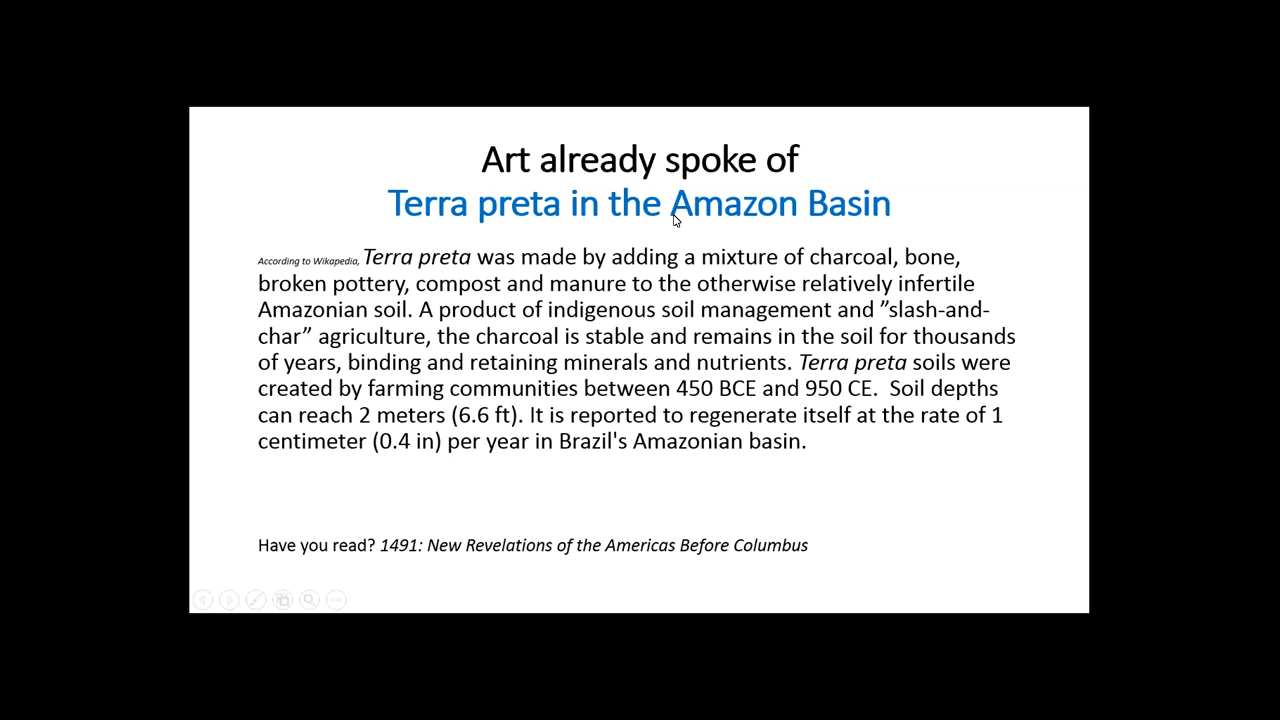 Art already spoke of
Terra preta in the Amazon Basin
According to Wikapedia, Terra preta was made by adding a mixture of charcoal, bone,
broken pottery, compost and manure to the otherwise relatively infertile
Amazonian soil. A product of indigenous soil management and ”slash-and-
char” agriculture, the charcoal is stable and remains in the soil for thousands
of years, binding and retaining minerals and nutrients. Terra preta soils were
created by farming communities between 450 BCE and 950 CE.  Soil depths
can reach 2 meters (6.6 ft). It is reported to regenerate itself at the rate of 1
centimeter (0.4 in) per year in Brazil's Amazonian basin.
Have you read? 1491: New Revelations of the Americas Before Columbus